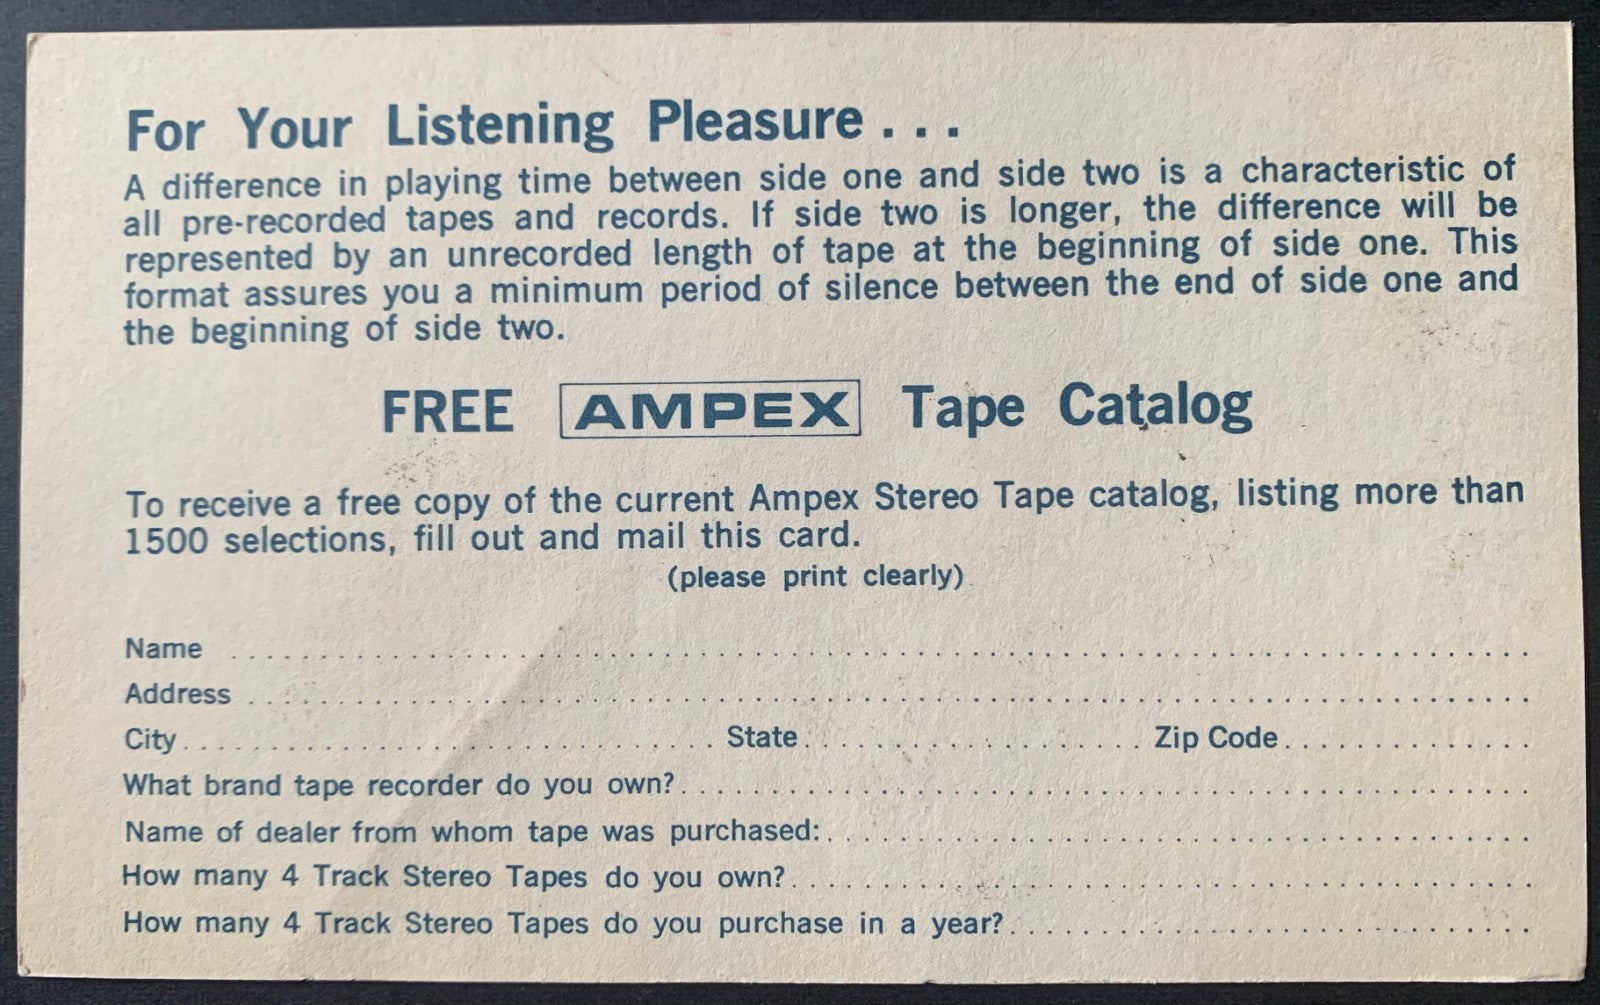 For Your Listening Pleasure . . .
A difference in playing time between side one and side two is a characteristic of
all pre-recorded tapes and records. If side two is longer, the difference will be
represented by an unrecorded length of tape at the beginning of side one. This
format assures you a minimum period of silence between the end of side one and
the beginning of side two.
FREE AMPEX Tape Catalog
To receive a free copy of the current Ampex Stereo Tape catalog, listing more than
1500 selections, fill out and mail this card.
(please print clearly)
Name
Address
City State Zip Code
What brand tape recorder do you own?
Name of dealer from whom tape was purchased:
How many 4 Track Stereo Tapes do you own?
How many 4 Track Stereo Tapes do you purchase in a year?